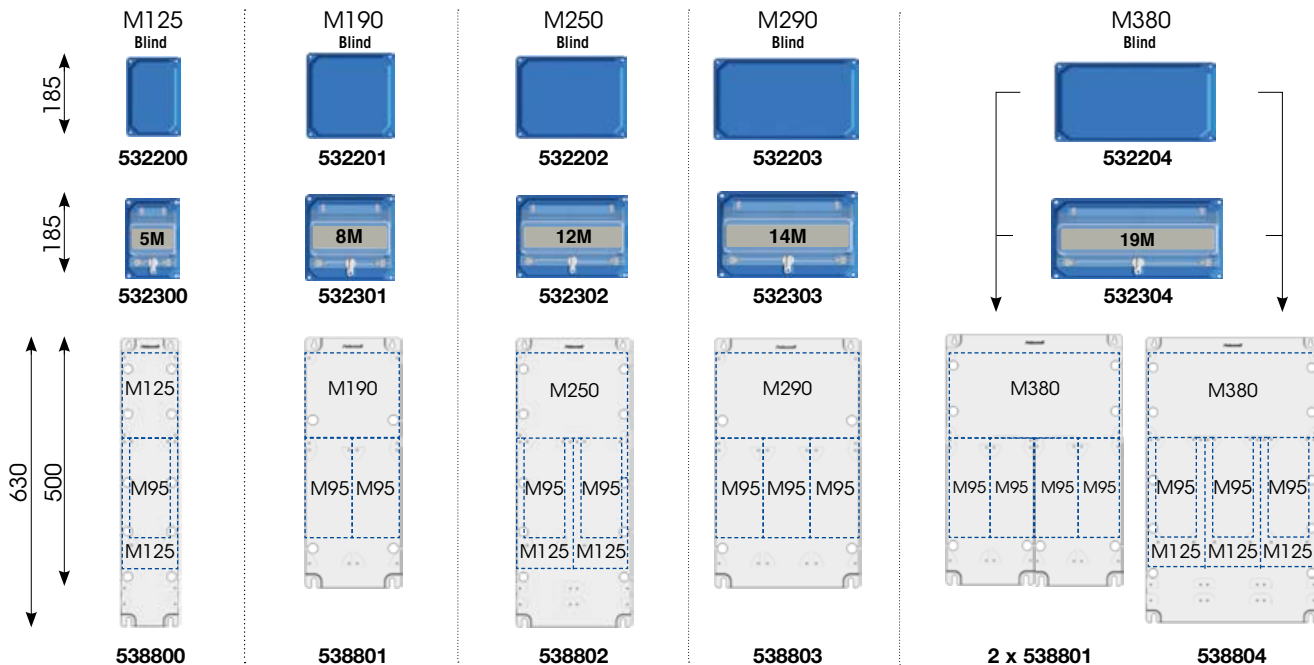 M125
Blind
M190
Blind
M250
Blind
M290
Blind
M380
Blind
185
532200
532201
532202
532203
532204
185
5M
8M
12M
14M
19M
532300
532301
532302
532303
532304
630
500
M125
M190
M250
M290
M380
M380
M95
M95 M95
M95 M95
M95 M95 M95
M95 M95 M95 M95
M95 M95 M95
M125
M125 M125
M125 M125 M125
538800
538801
538802
538803
2 x 538801
538804